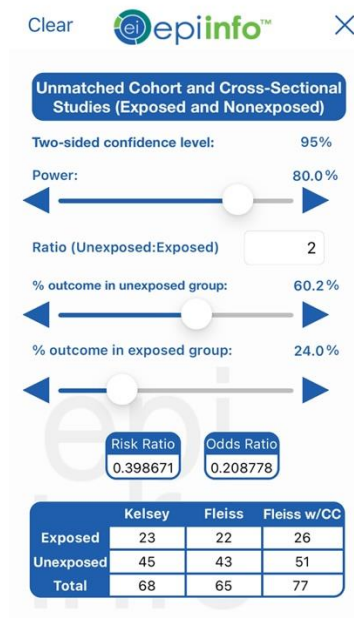 Clear
ei epiinfo™
X
Unmatched Cohort and Cross-Sectional
Studies (Exposed and Nonexposed)
Two-sided confidence level: 95%
Power: 80.0%
Ratio (Unexposed:Exposed) 2
% outcome in unexposed group: 60.2%
% outcome in exposed group: 24.0%
Risk Ratio Odds Ratio
0.398671 0.208778
Kelsey Fleiss Fleiss w/CC
Exposed 23 22 26
Unexposed 45 43 51
Total 68 65 77
epi
info